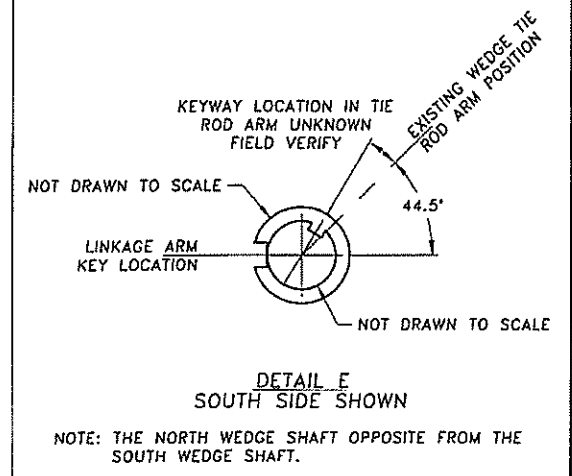 EXISTING WEDGE TIE
ROD ARM POSITION
KEYWAY LOCATION IN TIE
ROD ARM UNKNOWN
FIELD VERIFY
NOT DRAWN TO SCALE
44.5°
LINKAGE ARM
KEY LOCATION
NOT DRAWN TO SCALE
DETAIL E
SOUTH SIDE SHOWN
NOTE: THE NORTH WEDGE SHAFT OPPOSITE FROM THE
SOUTH WEDGE SHAFT.